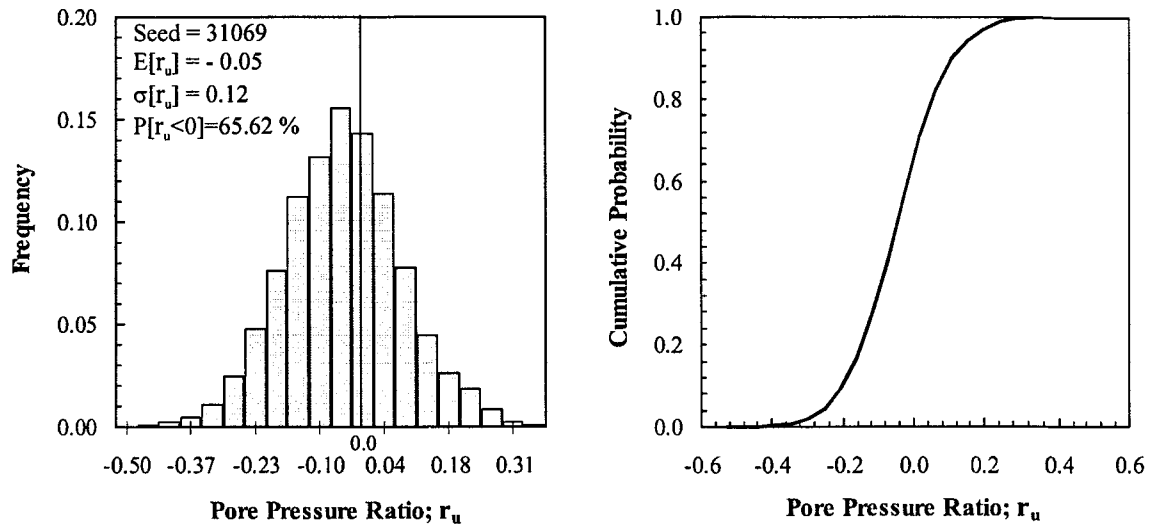 Seed = 31069
E[r_u] = - 0.05
σ[r_u] = 0.12
P[r_u<0]=65.62 %
0.20
0.15
0.10
0.05
0.00
Frequency
0.0
-0.50 -0.37 -0.23 -0.10 0.04 0.18 0.31
Pore Pressure Ratio; r_u
1.0
0.8
0.6
0.4
0.2
0.0
Cumulative Probability
-0.6 -0.4 -0.2 0.0 0.2 0.4 0.6
Pore Pressure Ratio; r_u